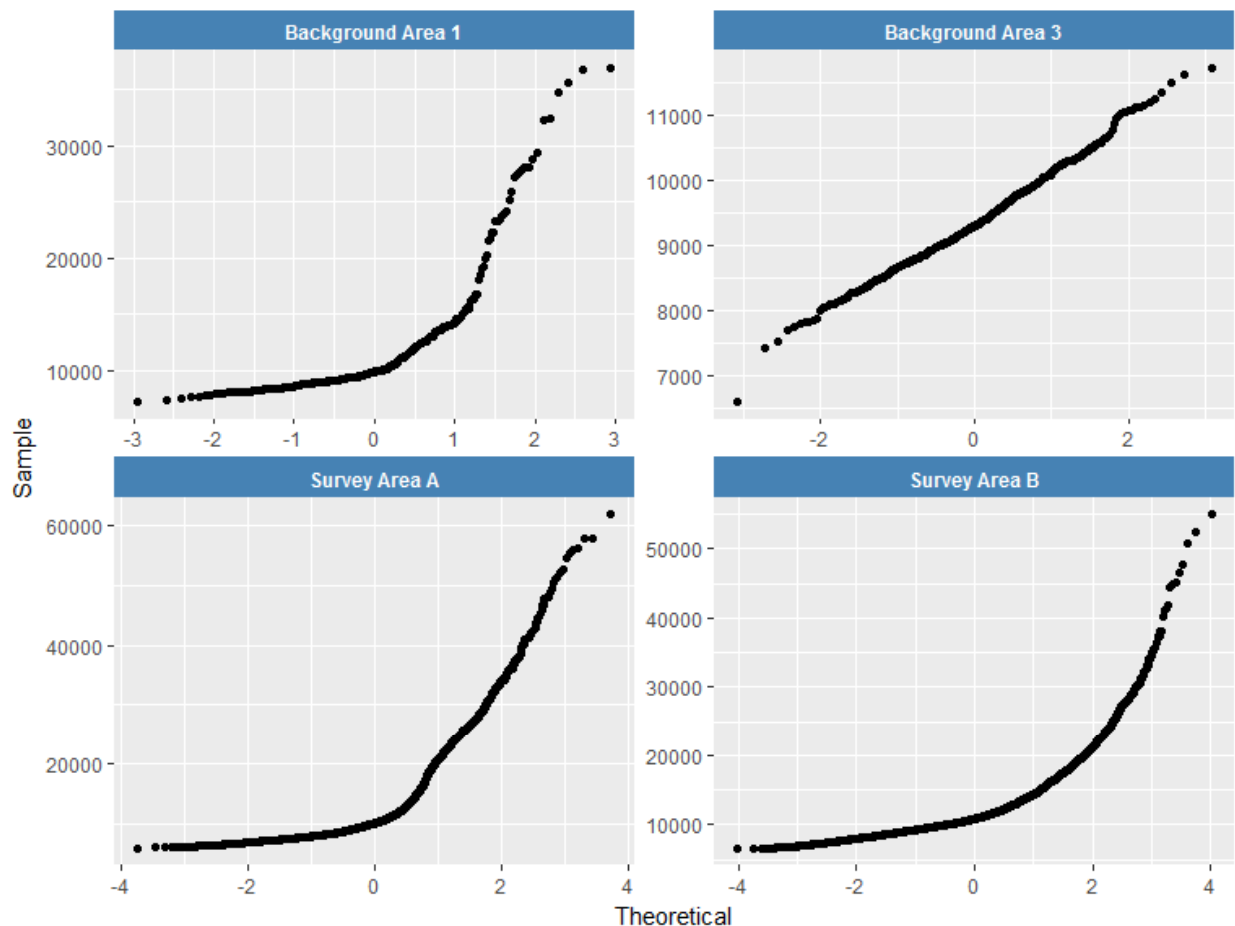 Background Area 1
Background Area 3
30000
20000
10000
-3 -2 -1 0 1 2 3
11000
10000
9000
8000
7000
-2 0 2
Sample
Survey Area A
Survey Area B
60000
40000
20000
-4 -2 0 2 4
50000
40000
30000
20000
10000
-4 -2 0 2 4
Theoretical